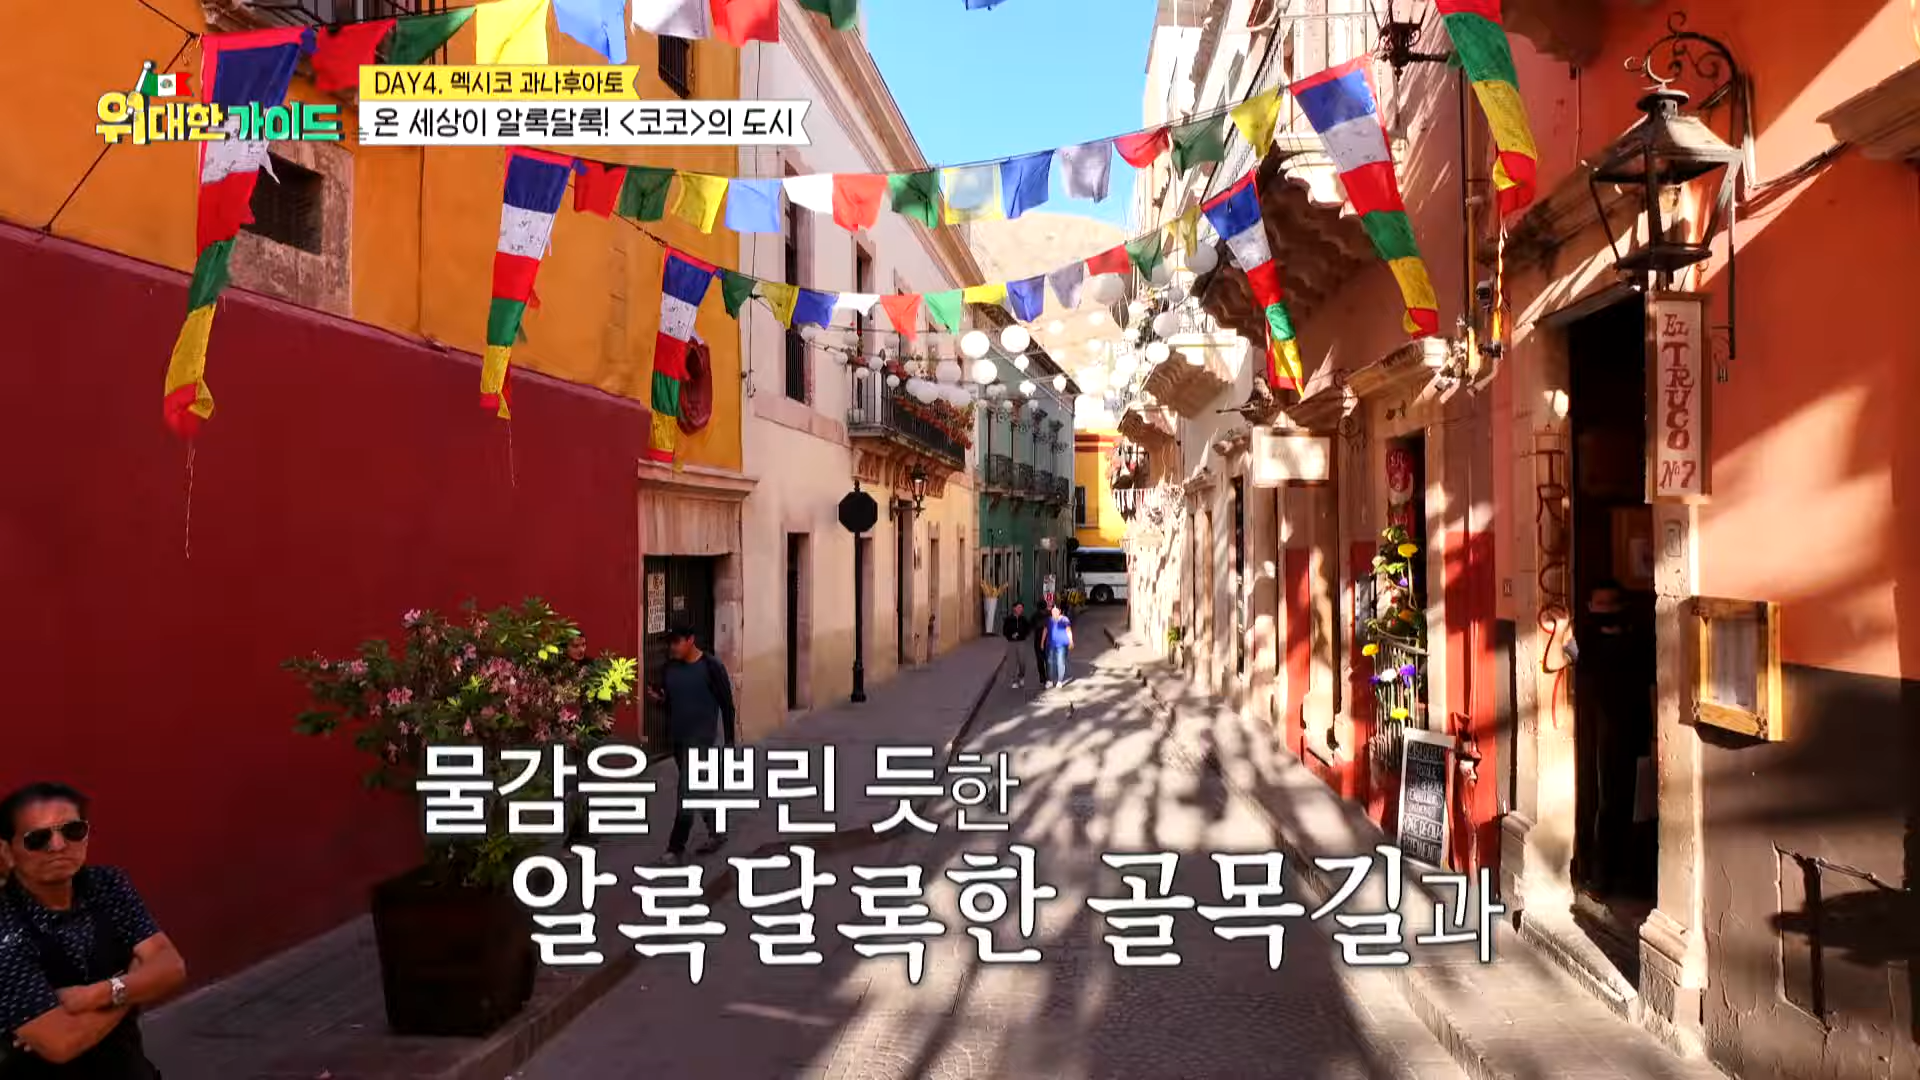 위대한 가이드
DAY4. 멕시코 과나후아토
온 세상이 알록달록! <코코>의 도시
EL
TRUCO
Nº7
TRUCO
물감을 뿌린 듯한
알록달록한 골목길과